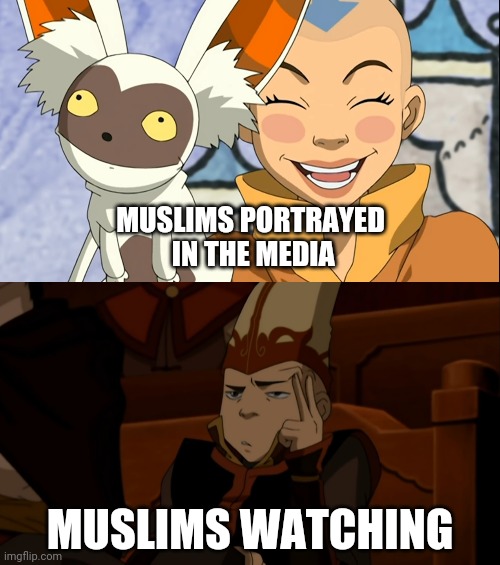 MUSLIMS PORTRAYED
IN THE MEDIA
MUSLIMS WATCHING
imgflip.com